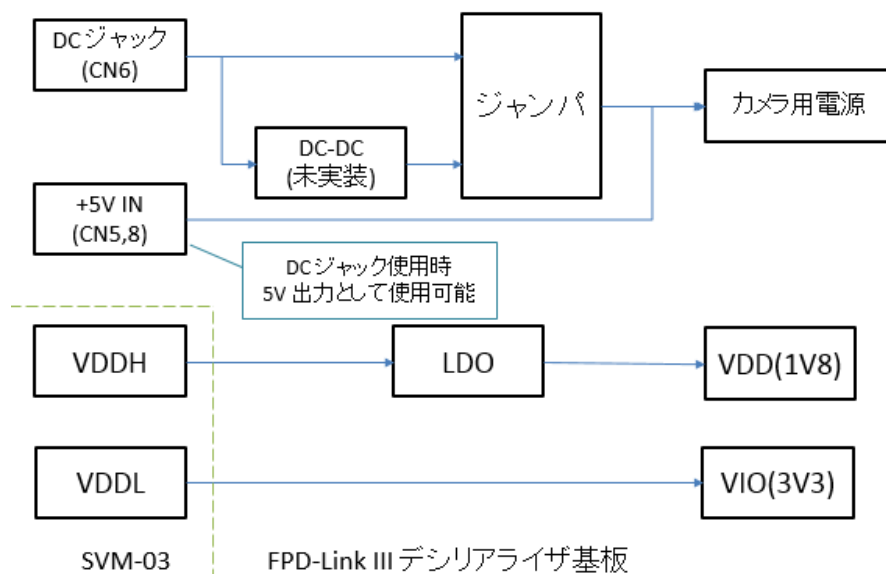 DCジャック
(CN6)
ジャンパ
カメラ用電源
DC-DC
(未実装)
+5V IN
(CN5,8)
DCジャック使用時
5V 出力として使用可能
VDDH
LDO
VDD(1V8)
VDDL
VIO(3V3)
SVM-03
FPD-Link III デシリアライザ基板